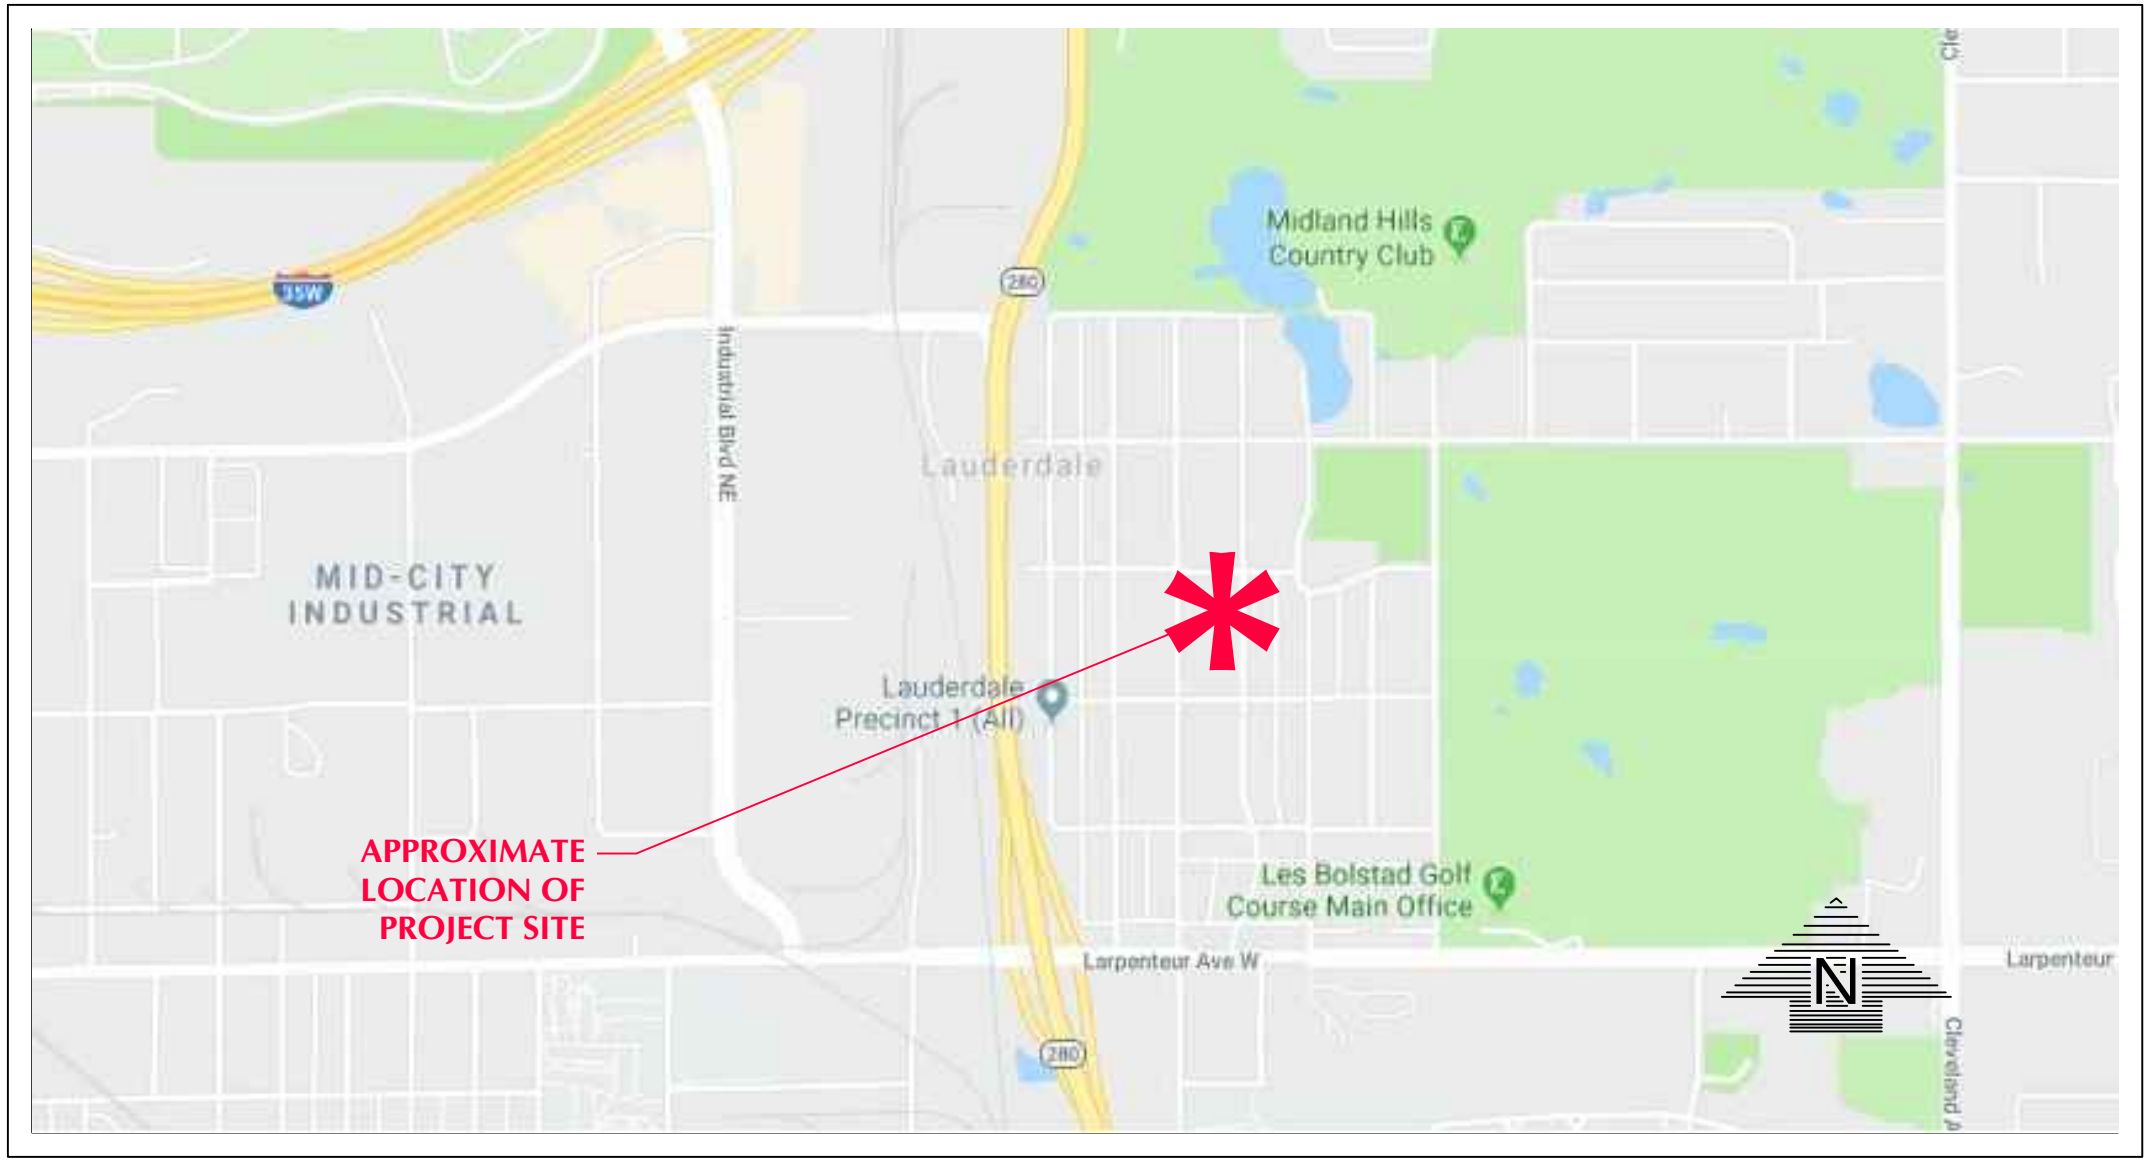 Cle
Midland Hills
Country Club
280
35W
Industrial Blvd NE
Lauderdale
MID-CITY
INDUSTRIAL
Lauderdale
Precinct 1 (All)
APPROXIMATE
LOCATION OF
PROJECT SITE
Les Bolstad Golf
Course Main Office
Larpenteur Ave W
Larpenteur
N
280
Cleveland A